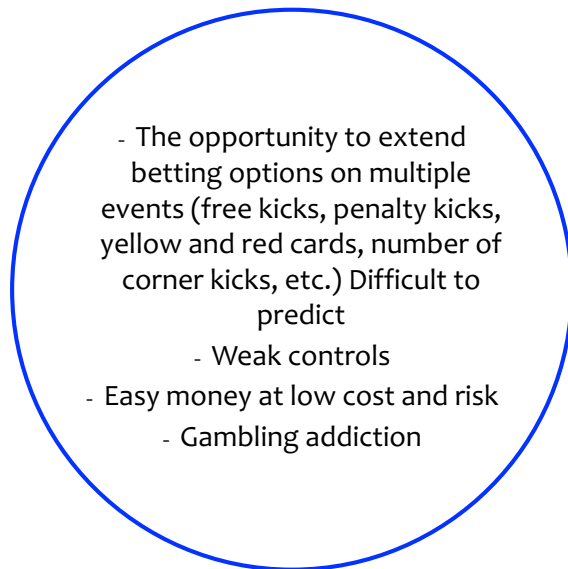 - The opportunity to extend
betting options on multiple
events (free kicks, penalty kicks,
yellow and red cards, number of
corner kicks, etc.) Difficult to
predict
- Weak controls
- Easy money at low cost and risk
- Gambling addiction